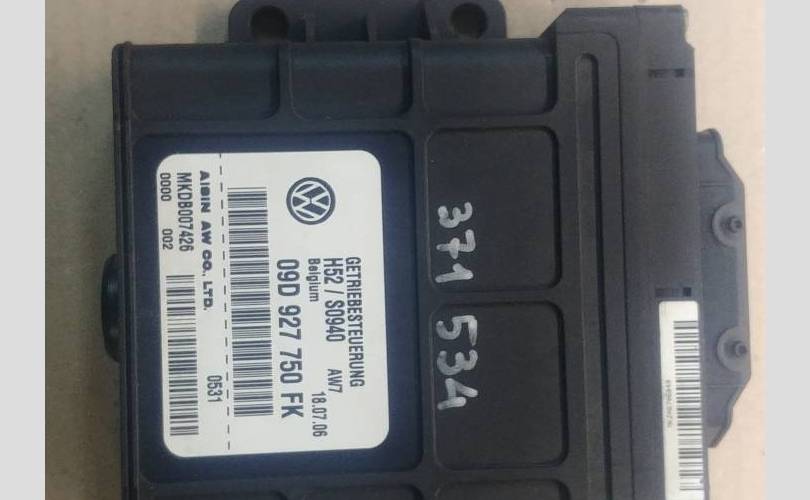 GETRIEBESTEUERUNG
H52 / S0940 AW7
Belgium 18.07.06
09D 927 750 FK
AISIN AW CO., LTD. 0531
MKDB007426
0000 002
371 534